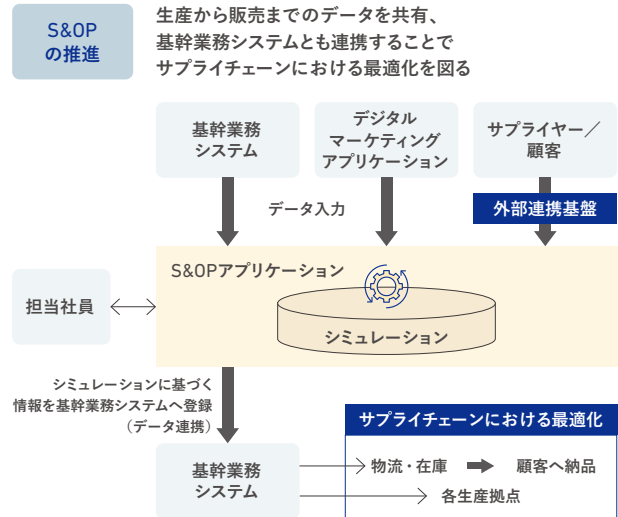 S&OP
の推進
生産から販売までのデータを共有、
基幹業務システムとも連携することで
サプライチェーンにおける最適化を図る
基幹業務
システム
デジタル
マーケティング
アプリケーション
サプライヤー／
顧客
データ入力
外部連携基盤
S&OPアプリケーション
担当社員
シミュレーション
シミュレーションに基づく
情報を基幹業務システムへ登録
（データ連携）
サプライチェーンにおける最適化
基幹業務
システム
物流・在庫
顧客へ納品
各生産拠点